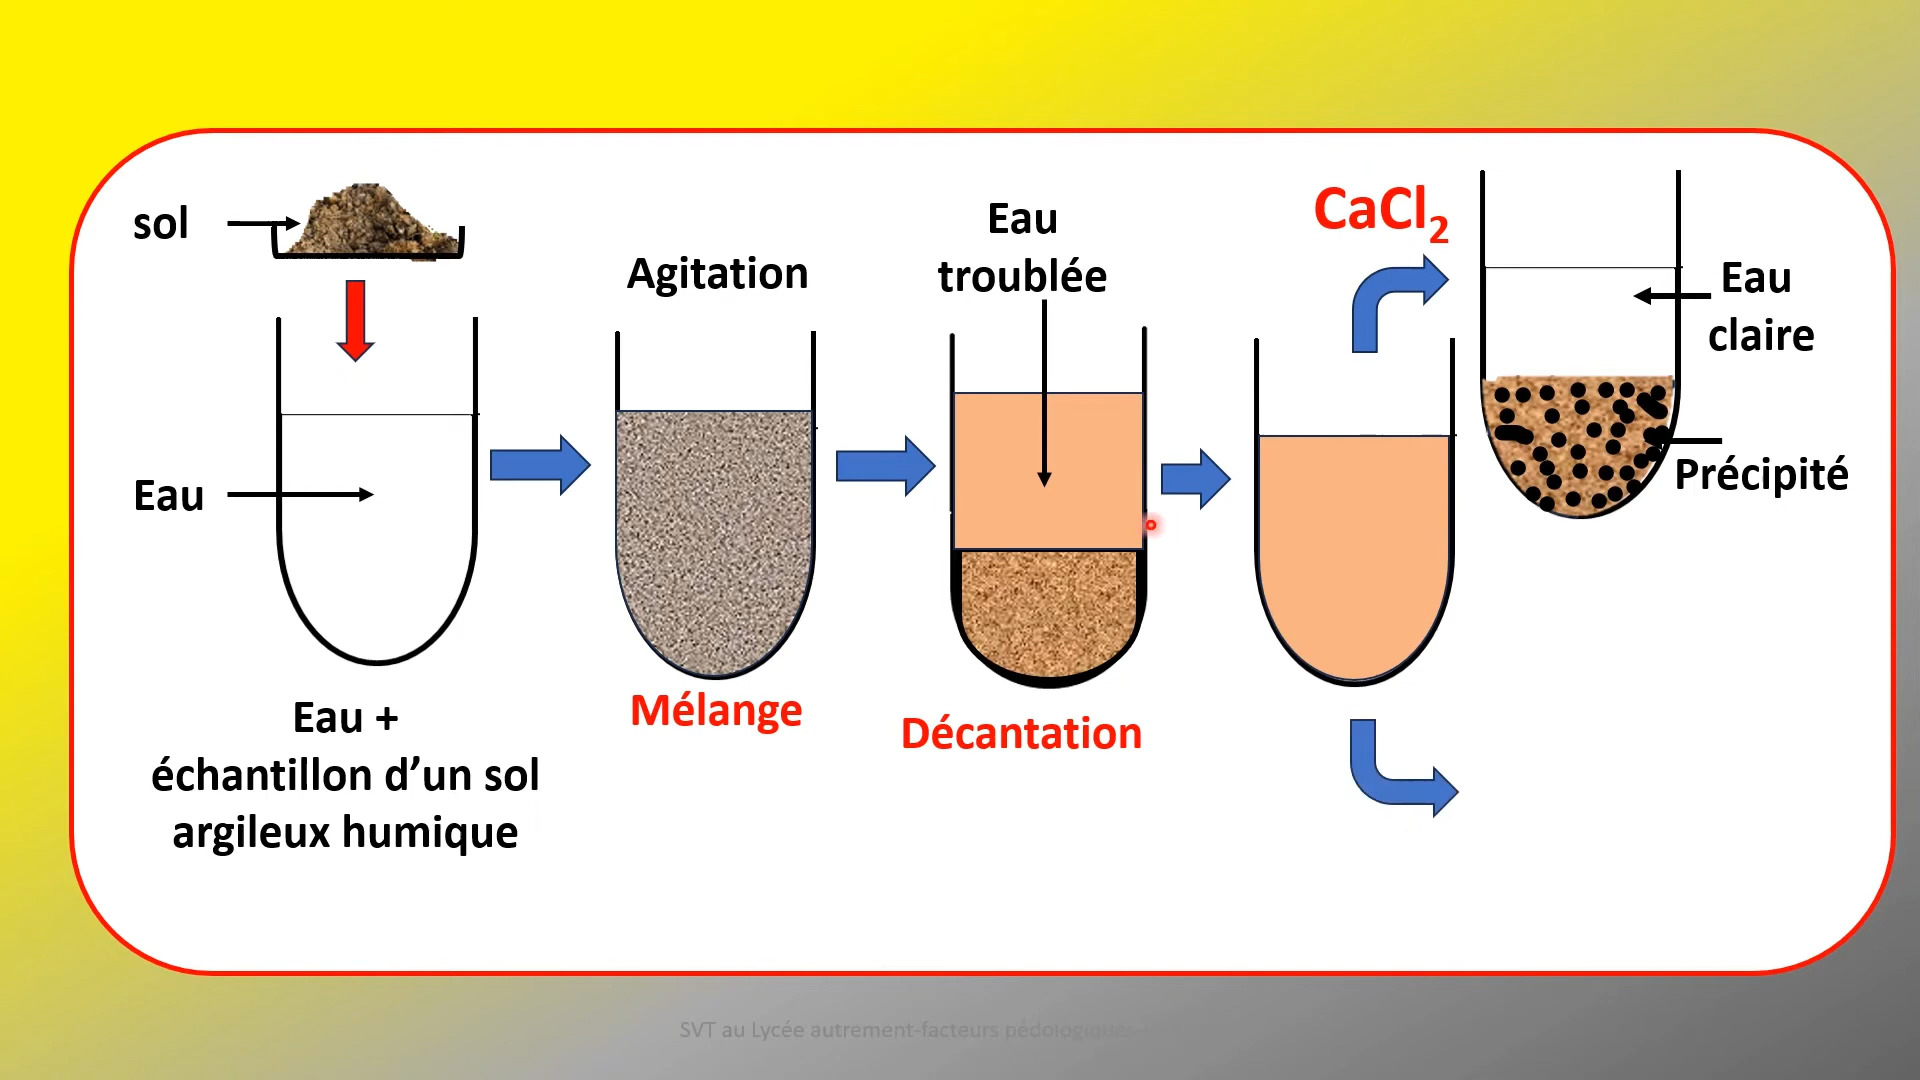 sol
Eau
Eau +
échantillon d’un sol
argileux humique
Agitation
Mélange
Eau
troublée
Décantation
CaCl₂
Eau
claire
Précipité
SVT au Lycée autrement-facteurs pédologiques-